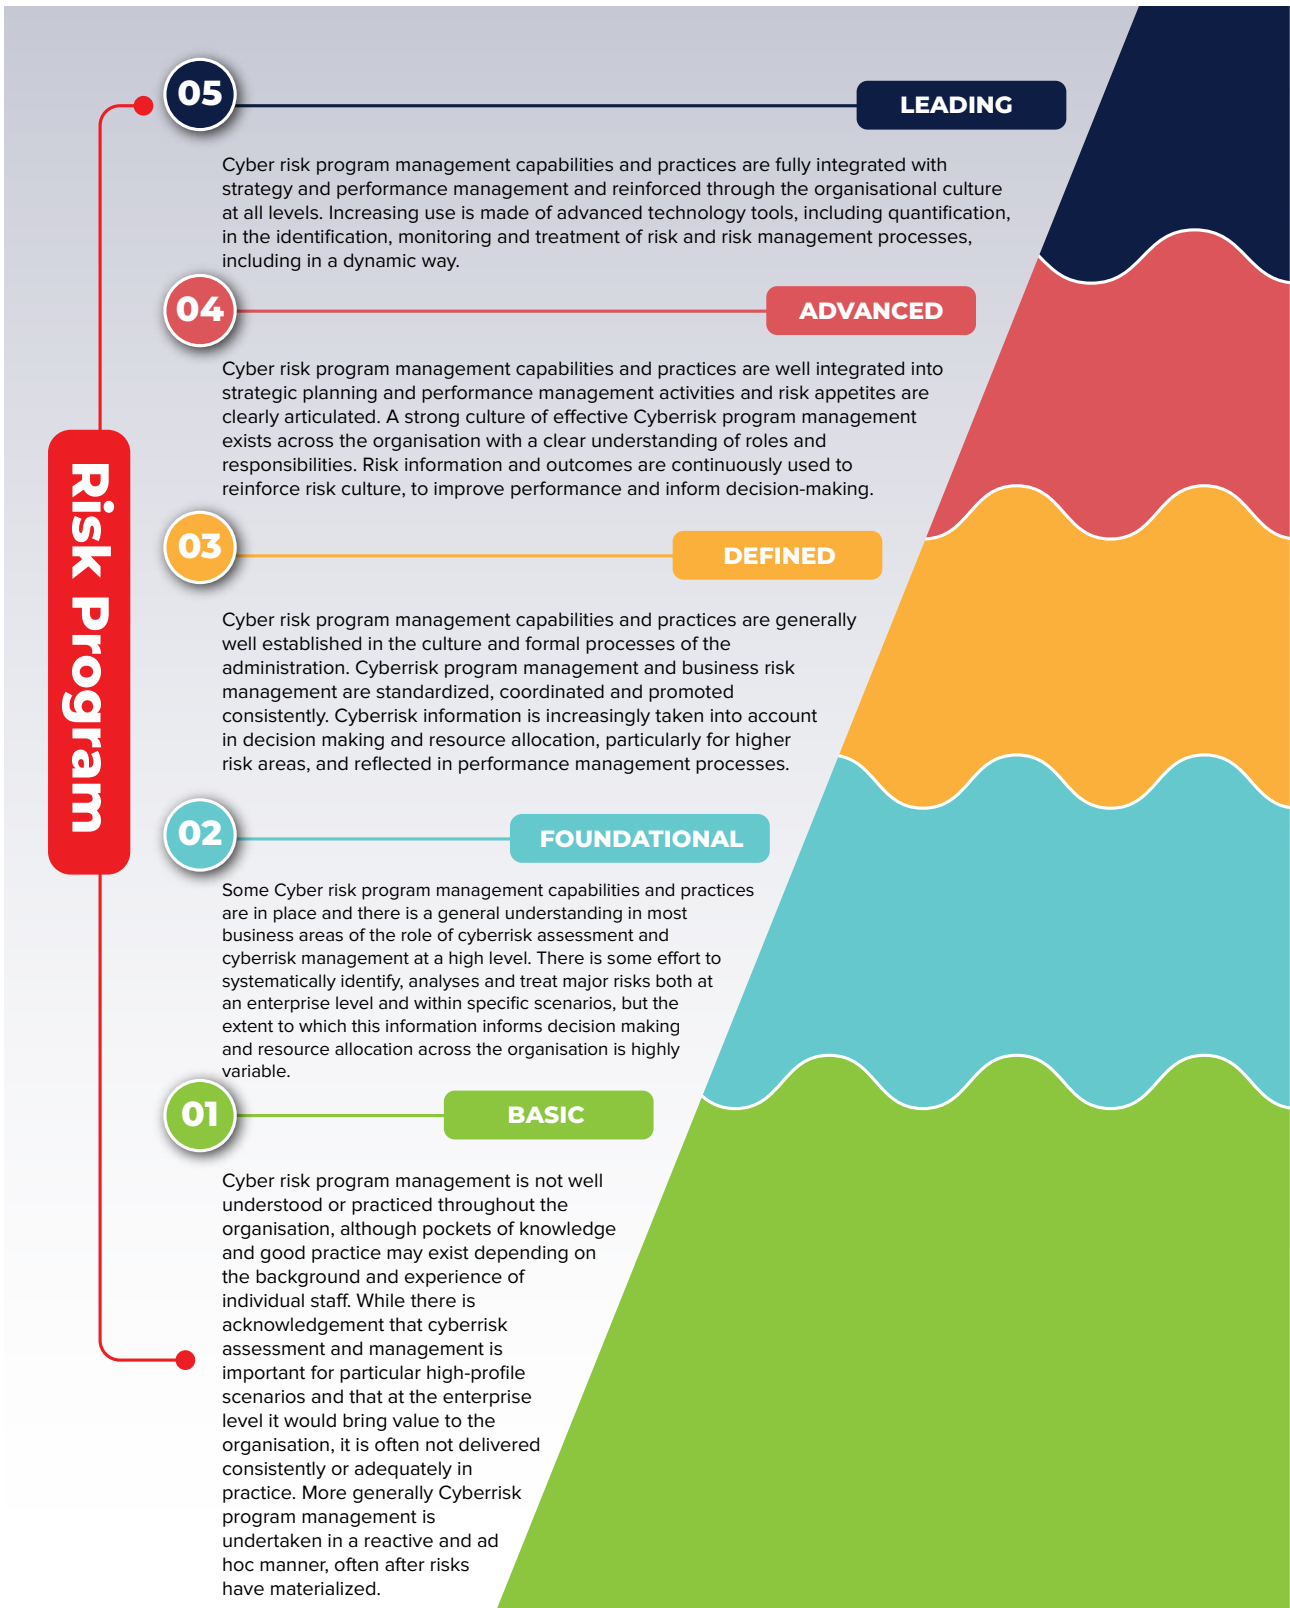 Risk Program
05
LEADING
Cyber risk program management capabilities and practices are fully integrated with
strategy and performance management and reinforced through the organisational culture
at all levels. Increasing use is made of advanced technology tools, including quantification,
in the identification, monitoring and treatment of risk and risk management processes,
including in a dynamic way.
04
ADVANCED
Cyber risk program management capabilities and practices are well integrated into
strategic planning and performance management activities and risk appetites are
clearly articulated. A strong culture of effective Cyberrisk program management
exists across the organisation with a clear understanding of roles and
responsibilities. Risk information and outcomes are continuously used to
reinforce risk culture, to improve performance and inform decision-making.
03
DEFINED
Cyber risk program management capabilities and practices are generally
well established in the culture and formal processes of the
administration. Cyberrisk program management and business risk
management are standardized, coordinated and promoted
consistently. Cyberrisk information is increasingly taken into account
in decision making and resource allocation, particularly for higher
risk areas, and reflected in performance management processes.
02
FOUNDATIONAL
Some Cyber risk program management capabilities and practices
are in place and there is a general understanding in most
business areas of the role of cyberrisk assessment and
cyberrisk management at a high level. There is some effort to
systematically identify, analyses and treat major risks both at
an enterprise level and within specific scenarios, but the
extent to which this information informs decision making
and resource allocation across the organisation is highly
variable.
01
BASIC
Cyber risk program management is not well
understood or practiced throughout the
organisation, although pockets of knowledge
and good practice may exist depending on
the background and experience of
individual staff. While there is
acknowledgement that cyberrisk
assessment and management is
important for particular high-profile
scenarios and that at the enterprise
level it would bring value to the
organisation, it is often not delivered
consistently or adequately in
practice. More generally Cyberrisk
program management is
undertaken in a reactive and ad
hoc manner, often after risks
have materialized.